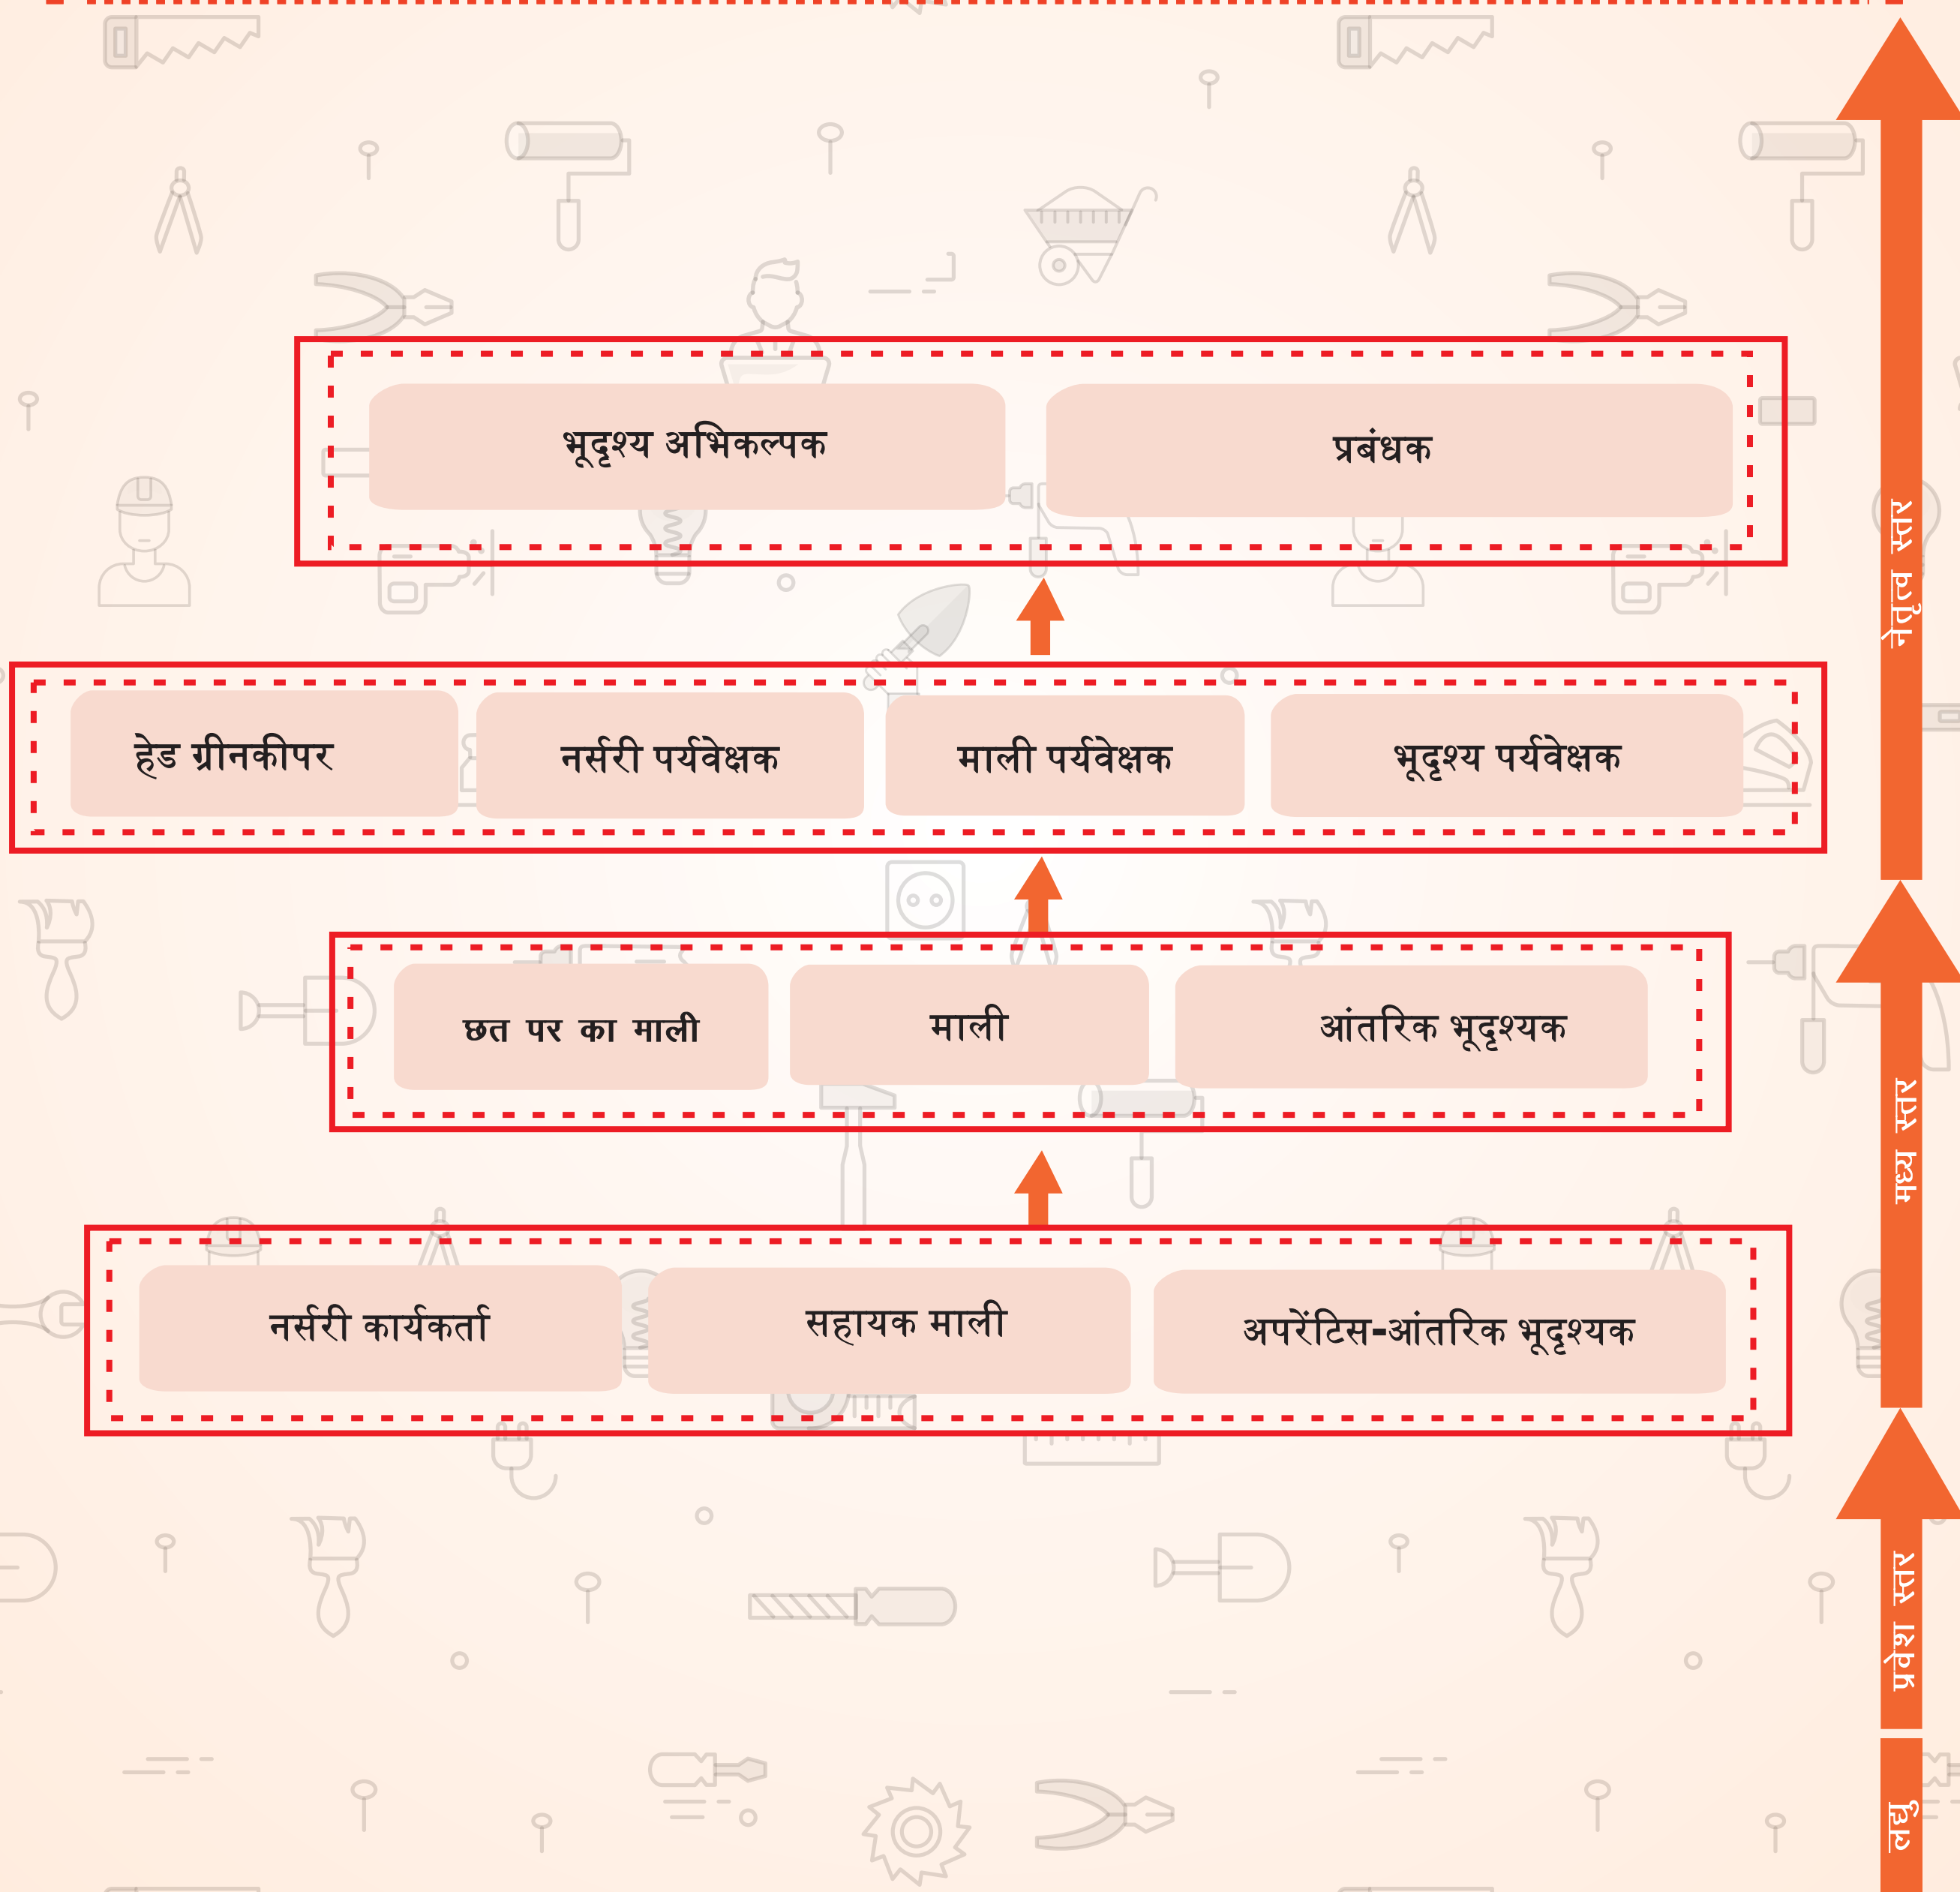 भूदृश्य अभिकल्पक
प्रबंधक
नेतृत्व स्तर
हेड ग्रीनकीपर
नर्सरी पर्यवेक्षक
माली पर्यवेक्षक
भूदृश्य पर्यवेक्षक
छत पर का माली
माली
आंतरिक भूदृश्यक
मध्य स्तर
नर्सरी कार्यकर्ता
सहायक माली
अपरेंटिस-आंतरिक भूदृश्यक
प्रवेश स्तर
लघु